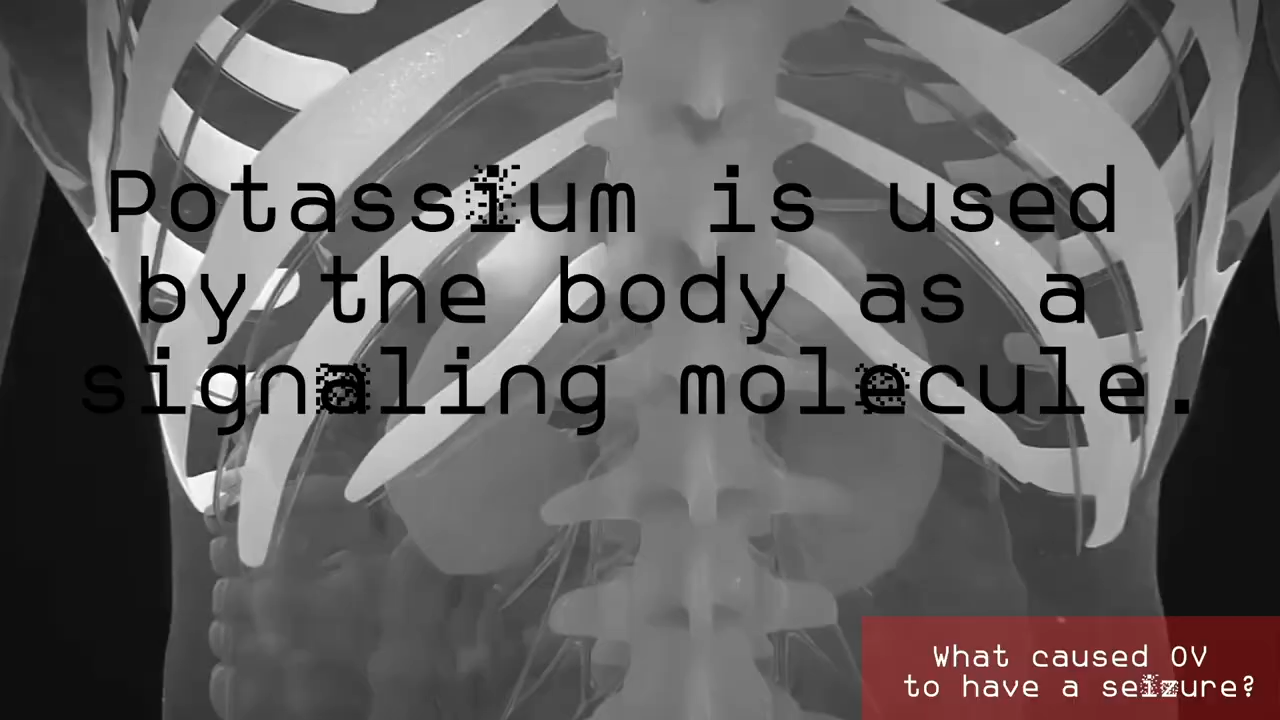 Potassium is used
by the body as a
signaling molecule.
What caused OV
to have a seizure?